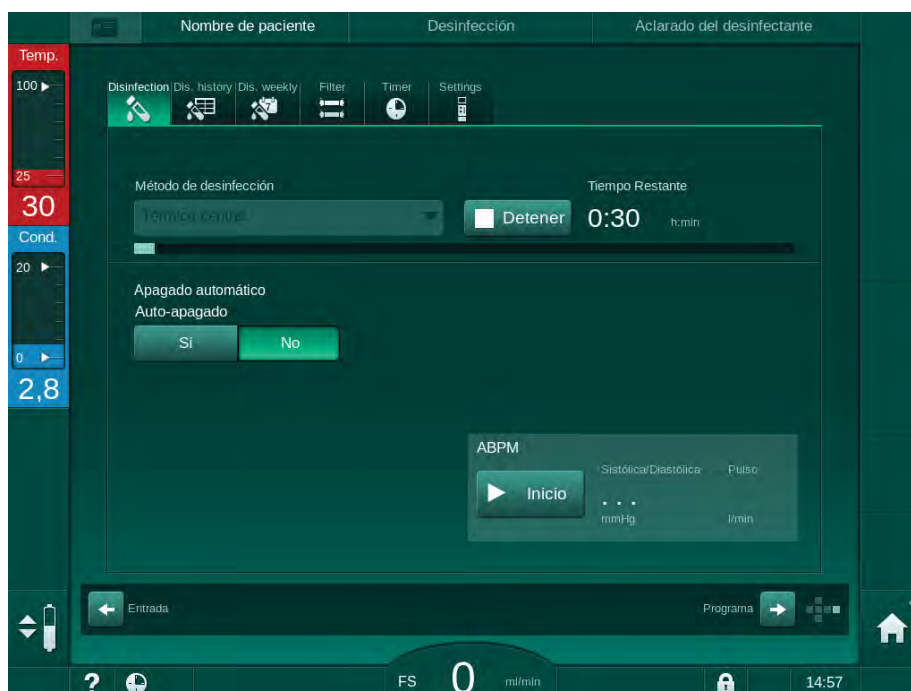 Nombre de paciente Desinfección Aclarado del desinfectante
Temp.
100
25
30
Cond.
20
0
2,8
Disinfection Dis. history Dis. weekly Filter Timer Settings
7
Método de desinfección Tiempo Restante
Térmico central Detener 0:30 h:min
Apagado automático
Auto-apagado
Sí No
ABPM
Sistólica/Diastólica Pulso
Inicio . . .
mmHg l/min
Entrada Programa
? FS 0 ml/min 14:57